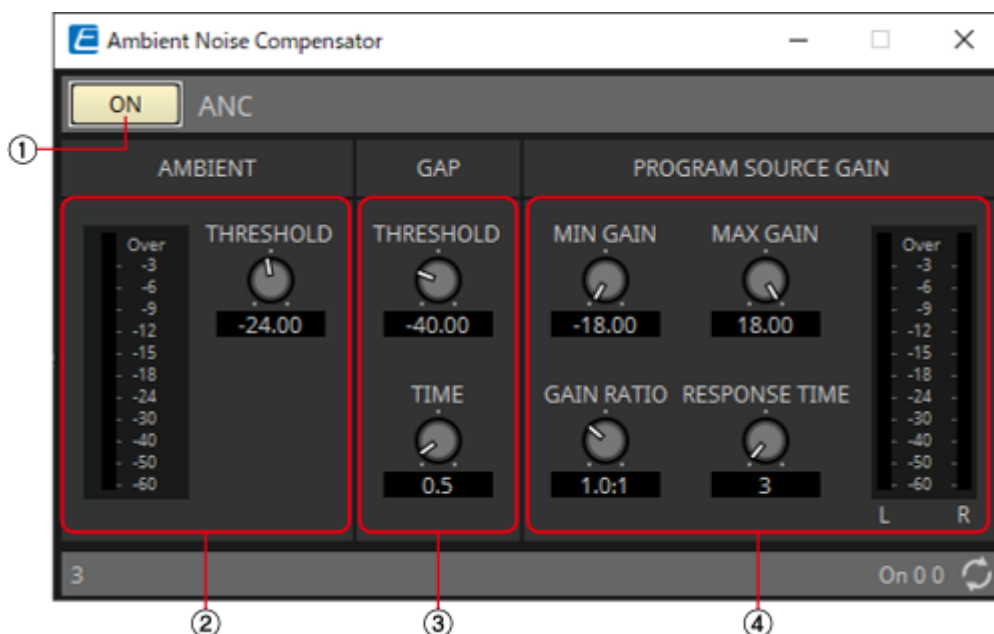 E Ambient Noise Compensator
ON ANC
①
AMBIENT GAP PROGRAM SOURCE GAIN
Over
-3
-6
-9
-12
-15
-18
-24
-30
-40
-50
-60
THRESHOLD
-24.00
THRESHOLD
-40.00
TIME
0.5
MIN GAIN
-18.00
MAX GAIN
18.00
GAIN RATIO
1.0:1
RESPONSE TIME
3
Over
-3
-6
-9
-12
-15
-18
-24
-30
-40
-50
-60
L R
3 On 0 0
② ③ ④